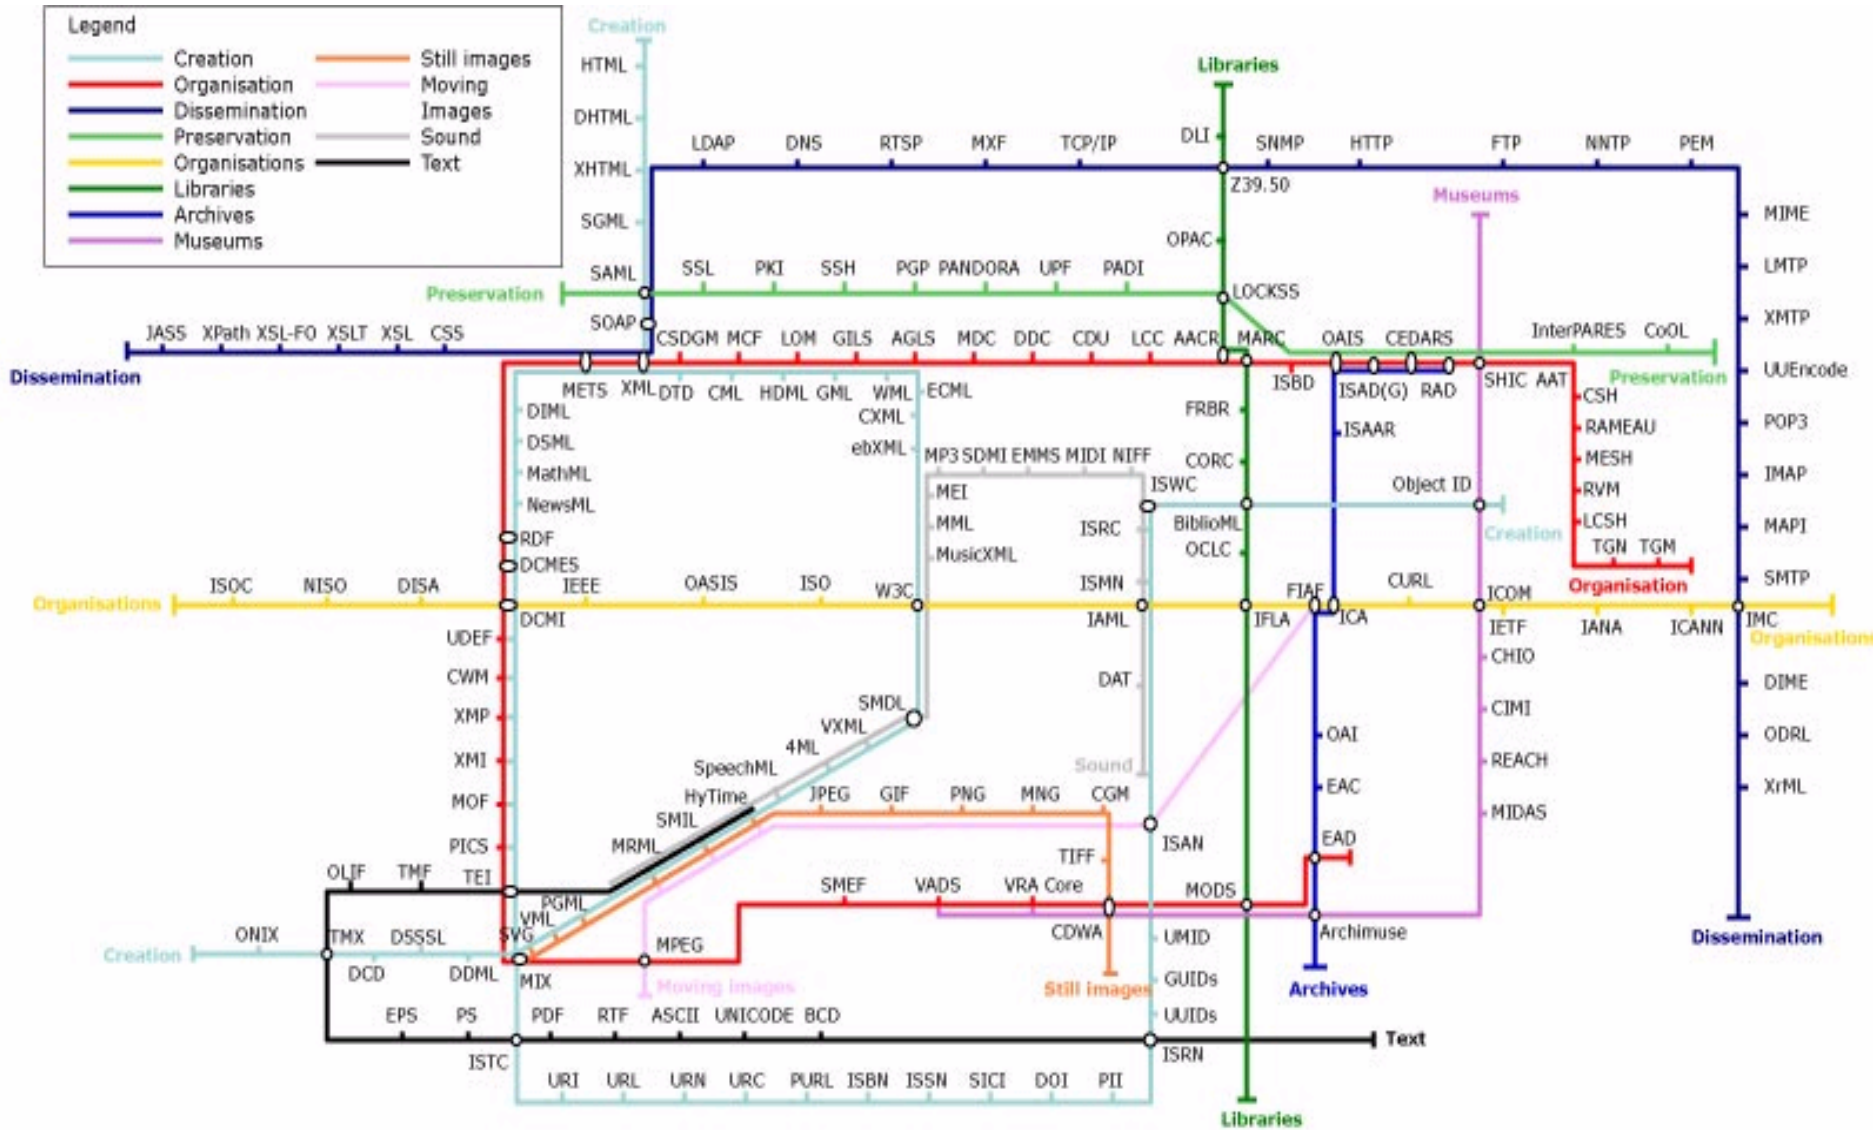 Legend
Creation
Still images
Organisation
Moving
Images
Dissemination
Preservation
Sound
Organisations
Text
Libraries
Archives
Museums
Creation
HTML
DHTML
XHTML
SGML
SAML
SOAP
Libraries
DLI
LDAP DNS RTSP MXF TCP/IP SNMP HTTP FTP NNTP PEM
Z39.50
Museums
OPAC
MIME
LMTP
XMTP
UUEncode
POP3
IMAP
MAPI
SMTP
IMC
DIME
ODRL
XrML
Dissemination
Preservation
SSL PKI SSH PGP PANDORA UPF PADI
LOCKSS
JASS XPath XSL-FO XSLT XSL CSS
Dissemination
CSDGM MCF LOM GILS AGLS MDC DDC CDU LCC AACR MARC
OAIS CEDARS
InterPARES CoOL
Preservation
METS XML DTD CML HDML GML WML ECML
ISBD
ISAD(G) RAD
SHIC AAT
CSH
RAMEAU
MESH
RVM
LCSH
TGN TGM
Organisation
DIML
DSML
MathML
NewsML
RDF
DCMES
CXML
ebXML
FRBR
CORC
ISAAR
MP3 SDMI EMMS MIDI NIFF
MEI
MML
MusicXML
ISWC
ISRC
ISMN
BiblioML
OCLC
Object ID
Creation
Organisations
ISOC NISO DISA IEEE OASIS ISO W3C
DCMI
IAML
IFLA
FIAF
ICA
CURL
ICOM
IETF IANA ICANN
Organisations
UDEF
CWM
XMP
XMI
MOF
PICS
TEI
DAT
Sound
SMDL
VXML
4ML
SpeechML
HyTime
SMIL
MRML
PGML
VML
SVG
MIX
CHIO
CIMI
REACH
MIDAS
OAI
EAC
EAD
JPEG GIF PNG MNG CGM
ISAN
TIFF
OLIF TMF
SMEF VADS VRA Core
MODS
CDWA
Archimuse
Archives
Creation
ONIX TMX DSSSL
DCD DDML
MPEG
Moving images
Still images
UMID
GUIDs
UUIDs
ISRN
EPS PS PDF RTF ASCII UNICODE BCD
Text
ISTC
URI URL URN URC PURL ISBN ISSN SICI DOI PII
Libraries